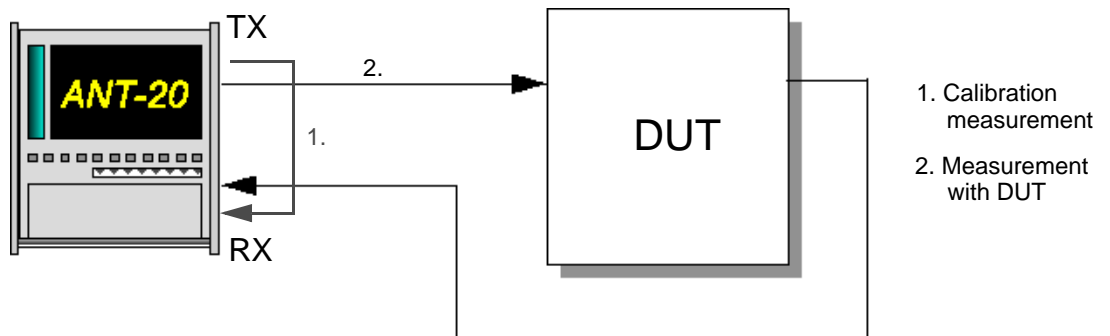 TX
ANT-20
2.
1.
RX
DUT
1. Calibration
measurement
2. Measurement
with DUT